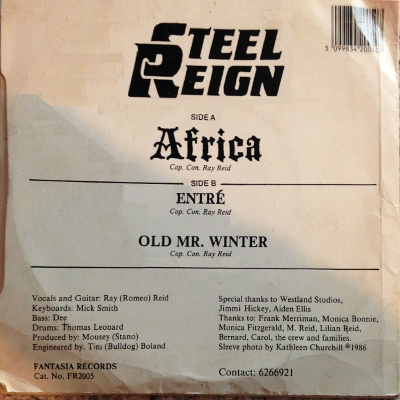 STEEL
REIGN
SIDE A
Africa
Cop. Con. Ray Reid
SIDE B
ENTRÉ
Cop. Con. Ray Reid
OLD MR. WINTER
Cop. Con. Ray Reid
Vocals and Guitar: Ray (Romeo) Reid
Keyboards: Mick Smith
Bass: Dee
Drums: Thomas Leonard
Produced by: Mousey (Stano)
Engineered by. Tim (Bulldog) Boland
FANTASIA RECORDS
Cat. No. FR2005
Special thanks to Westland Studios,
Jimmi Hickey, Aiden Ellis
Thanks to: Frank Merriman, Monica Bonnie,
Monica Fitzgerald, M. Reid, Lilian Reid,
Bernard, Carol, the crew and families.
Sleeve photo by Kathleen Churchill ©1986
Contact: 6266921